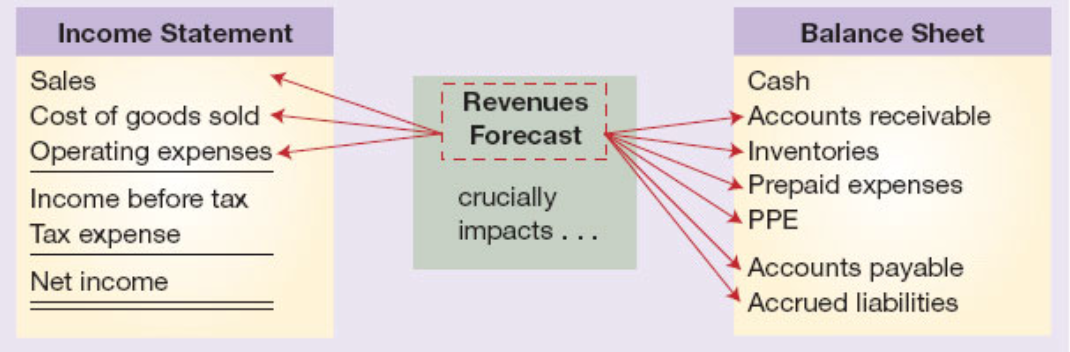 Income Statement
Sales
Cost of goods sold
Operating expenses
Income before tax
Tax expense
Net income
Revenues
Forecast
crucially
impacts . . .
Balance Sheet
Cash
Accounts receivable
Inventories
Prepaid expenses
PPE
Accounts payable
Accrued liabilities